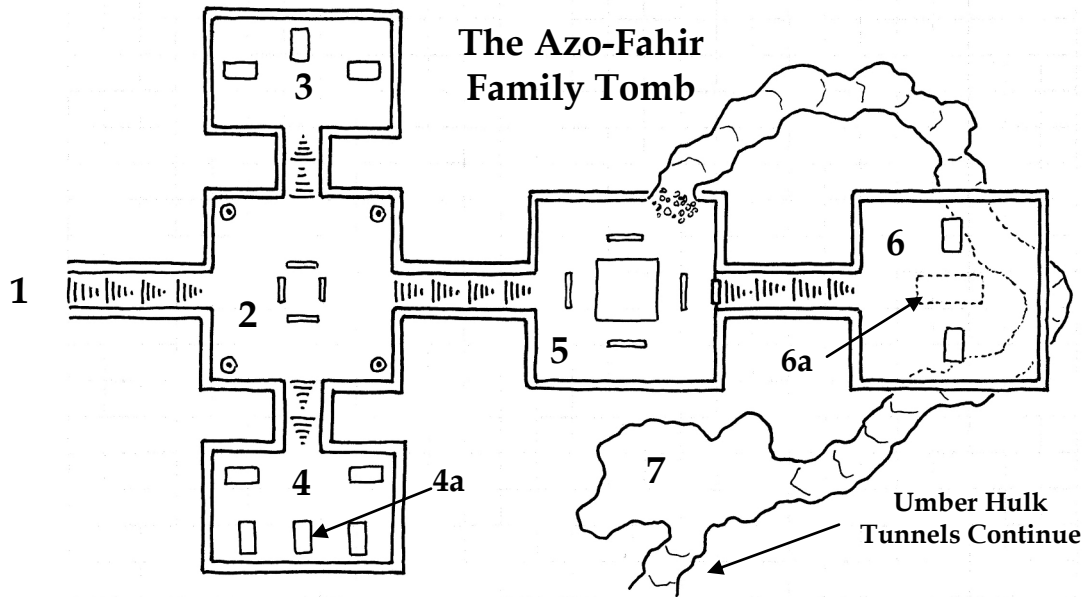 The Azo-Fahir
Family Tomb
3
1
2
6
5
6a
4
4a
7
Umber Hulk
Tunnels Continue